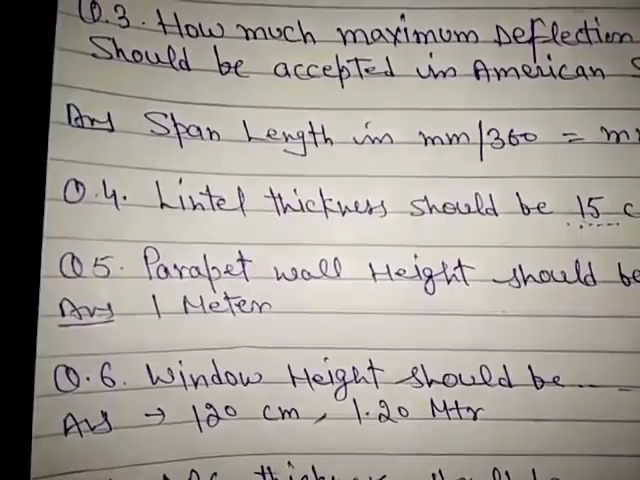 Q.3. How much maximum Deflection
Should be accepted in American
Ans Span Length in mm/360 =
Q.4. Lintel thickness should be 15
Q5. Parapet wall Height should be
Ans 1 Meter
Q.6. Window Height should be...
Ans → 120 cm, 1.20 Mtr